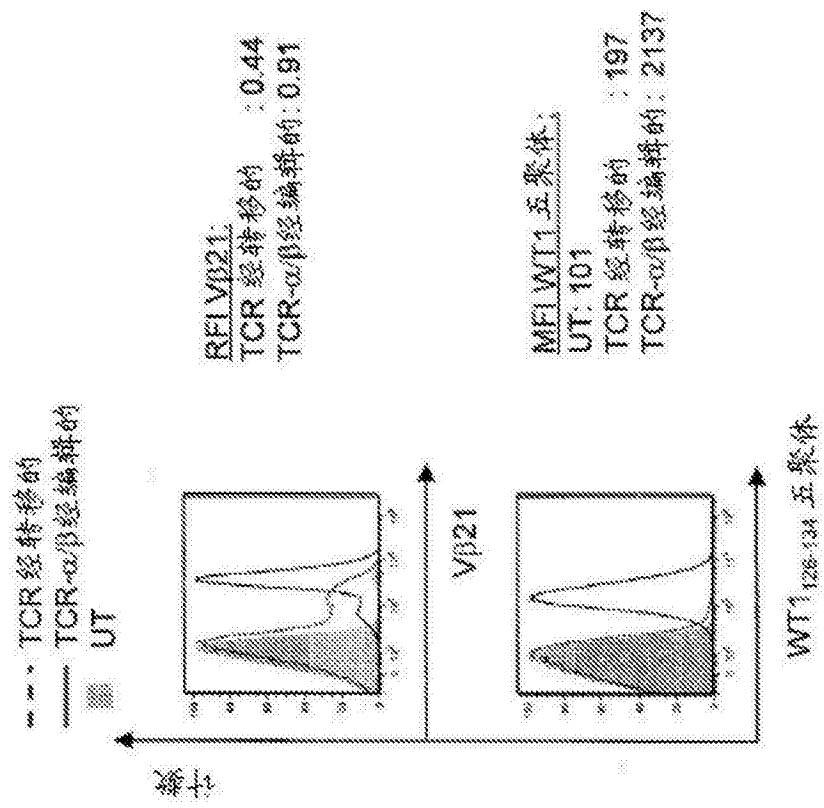 TCR 经转移的
TCR-α/β经编辑的
UT
计数
Vβ21
RFI Vβ21:
TCR 经转移的 : 0.44
TCR-α/β经编辑的: 0.91
WT1126-134 五聚体
MFI WT1 五聚体:
UT: 101
TCR 经转移的 : 197
TCR-α/β经编辑的: 2137